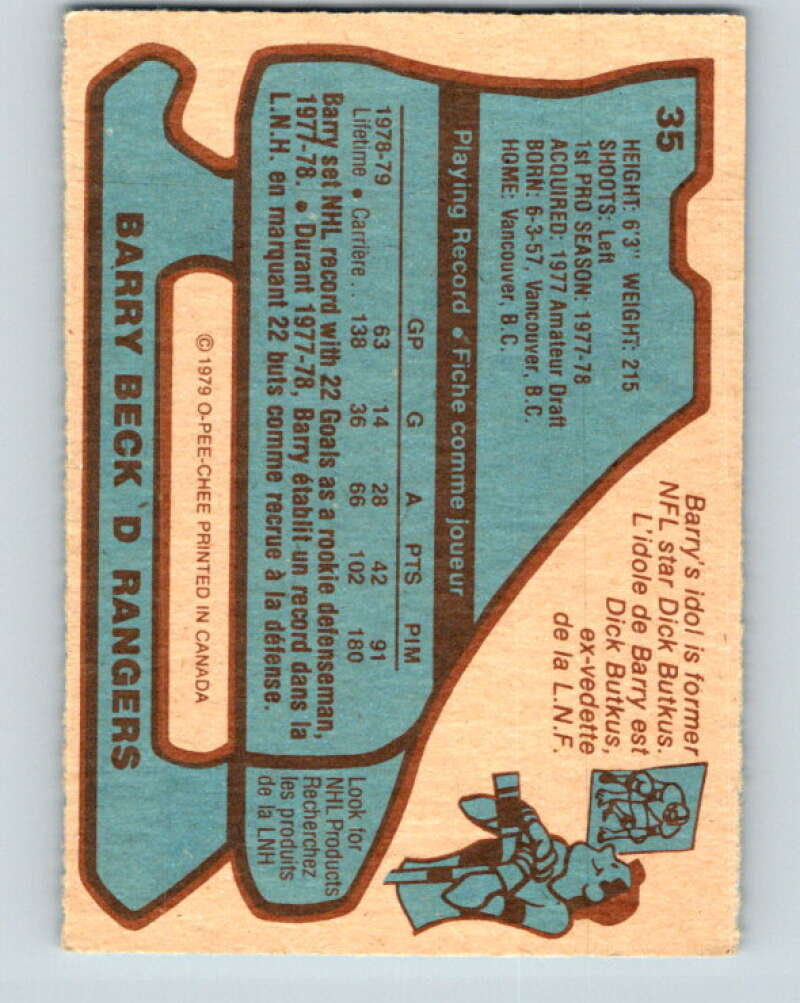 35
HEIGHT: 6'3" WEIGHT: 215
SHOOTS: Left
1st PRO SEASON: 1977-78
ACQUIRED: 1977 Amateur Draft
BORN: 6-3-57, Vancouver, B.C.
HOME: Vancouver, B.C.
Barry's idol is former
NFL star Dick Butkus.
L'idole de Barry est
Dick Butkus,
ex-vedette
de la L.N.F.
Playing Record • Fiche comme joueur
GP G A PTS PIM
1978-79 63 14 28 42 91
Lifetime • Carrière .. 138 36 66 102 180
Barry set NHL record with 22 Goals as a rookie defenseman,
1977-78. • Durant 1977-78, Barry établit un record dans la
L.N.H. en marquant 22 buts comme recrue à la défense.
Look for
NHL Products
Recherchez
les produits
de la LNH
© 1979 O-PEE-CHEE PRINTED IN CANADA
BARRY BECK D RANGERS